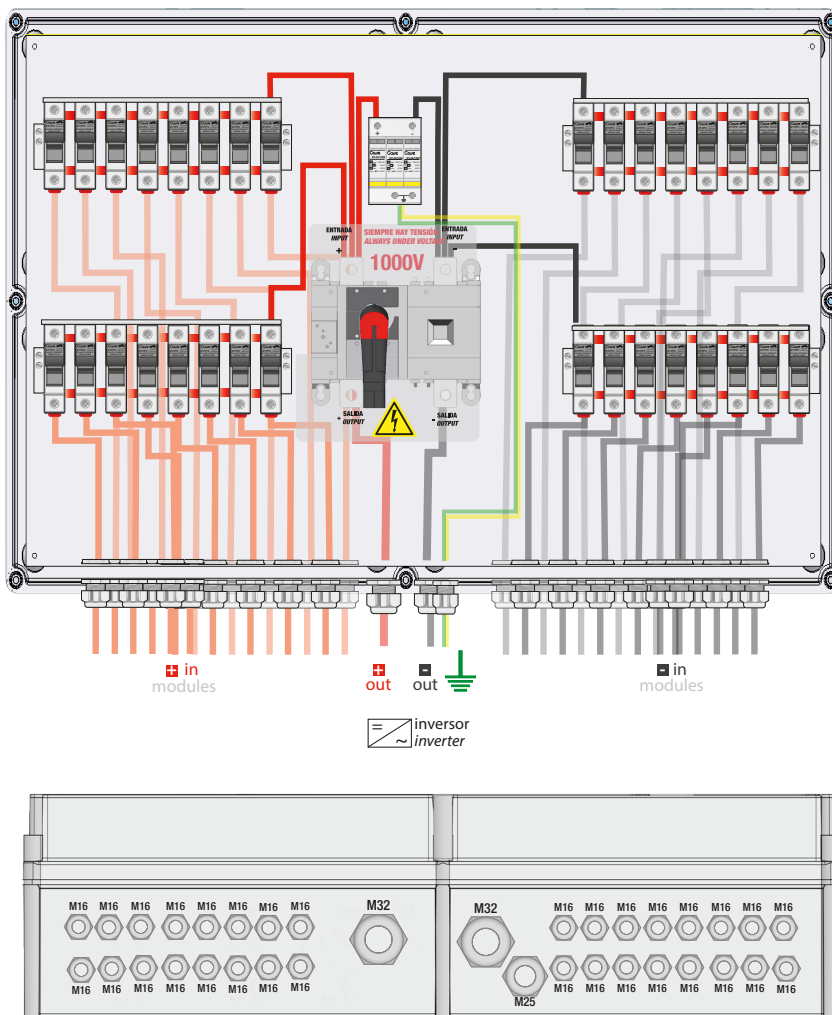 + -
ENTRADA
INPUT
+
SIEMPRE HAY TENSIÓN
ALWAYS UNDER VOLTAGE
1000V
ENTRADA
INPUT
-
+ SALIDA
OUTPUT
SALIDA
- OUTPUT
+ in
modules
+
out
-
out
- in
modules
= ~ inversor
inverter
M16 M16 M16 M16 M16 M16 M16 M16
M32
M16 M16 M16 M16 M16 M16 M16 M16
M32
M16 M16 M16 M16 M16 M16 M16 M16
M25
M16 M16 M16 M16 M16 M16 M16 M16